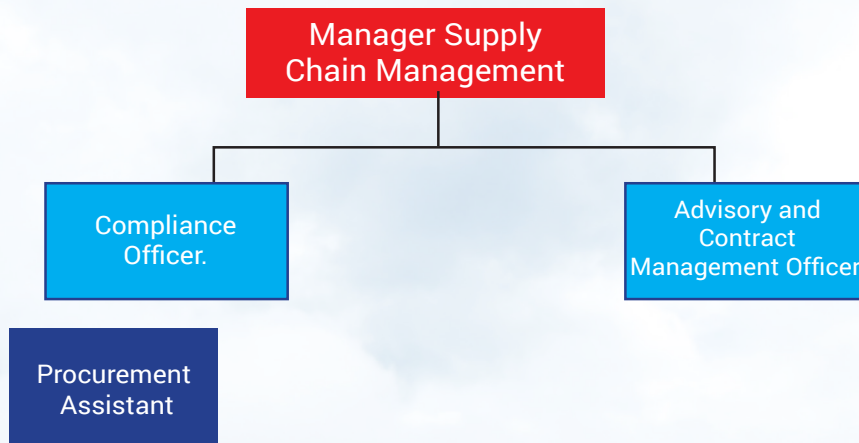 Manager Supply
Chain Management
Compliance
Officer.
Advisory and
Contract
Management Officer
Procurement
Assistant